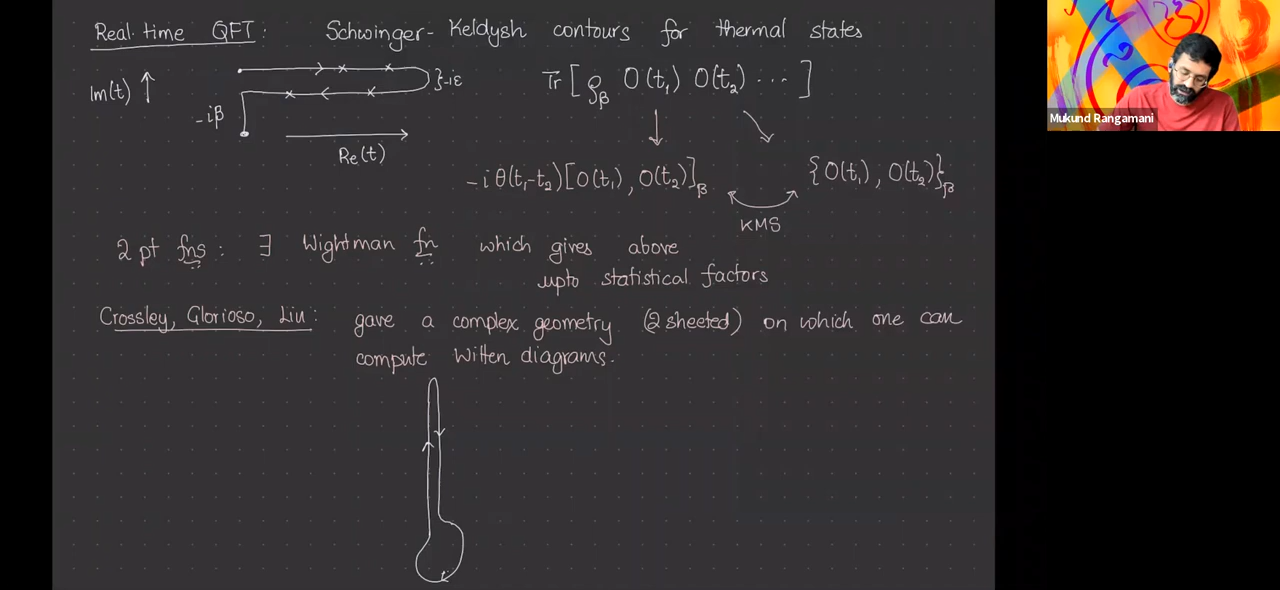 Real time QFT: Schwinger-Keldysh contours for thermal states
Im(t) ↑
}-iε
-iβ
Re(t)
Tr [ρβ O(t₁) O(t₂) ... ]
-i θ(t₁-t₂)[O(t₁), O(t₂)]β
{O(t₁), O(t₂)}β
KMS
2 pt fns: ∃ Wightman fn which gives above
upto statistical factors
Crossley, Glorioso, Liu: gave a complex geometry (2 sheeted) on which one can
compute Witten diagrams.
Mukund Rangamani